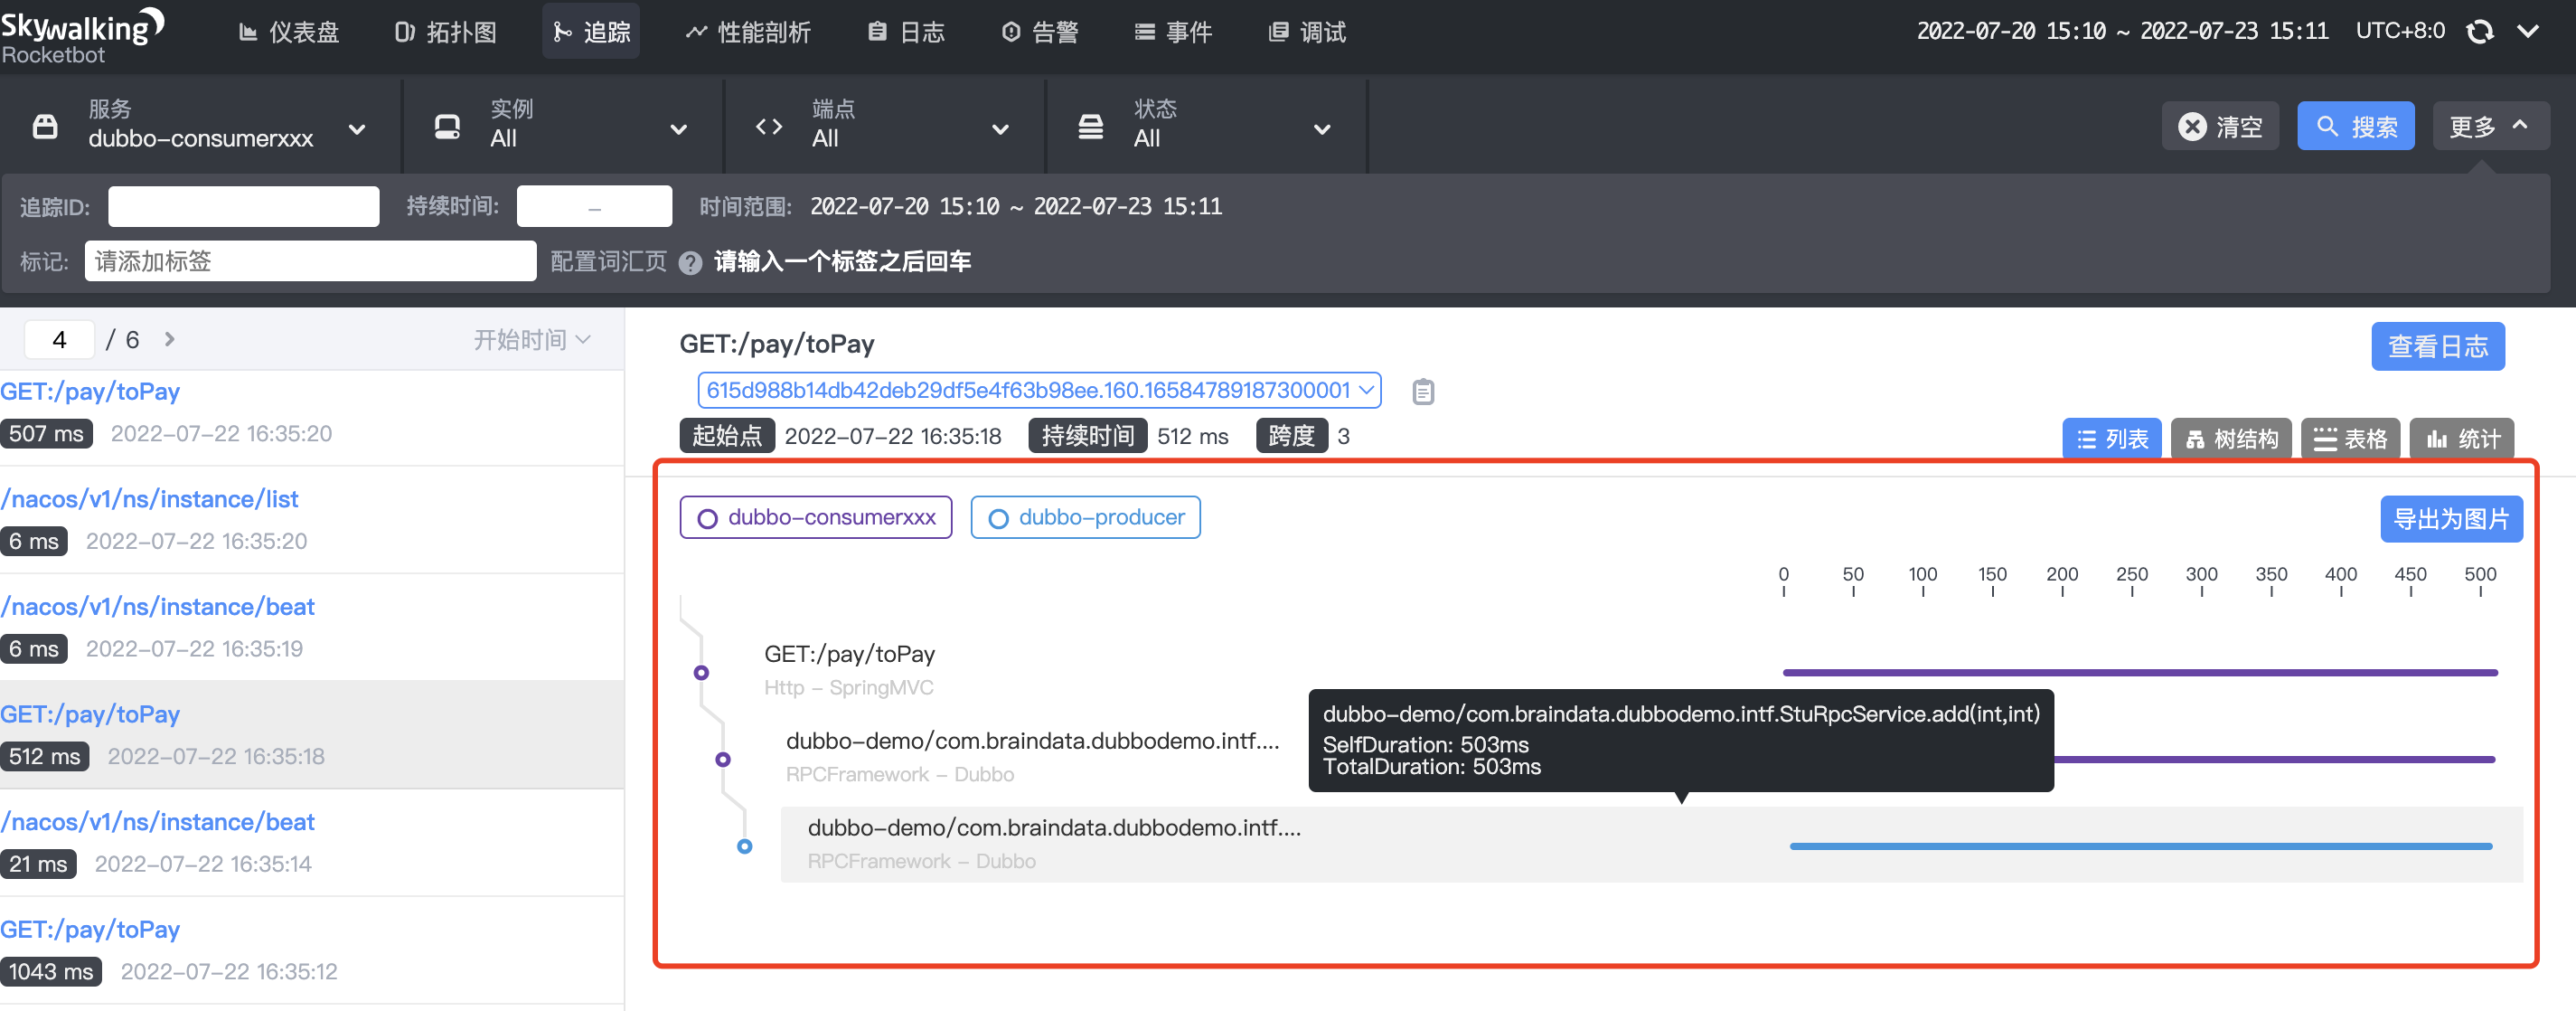 Skywalking
Rocketbot
仪表盘
拓扑图
追踪
性能剖析
日志
告警
事件
调试
2022-07-20 15:10 ~ 2022-07-23 15:11
UTC+8:0
服务
dubbo-consumerxxx
实例
All
端点
All
状态
All
清空
搜索
更多
追踪ID:
持续时间:
–
时间范围:
2022-07-20 15:10 ~ 2022-07-23 15:11
标记:
请添加标签
配置词汇页
?
请输入一个标签之后回车
4 / 6
开始时间
GET:/pay/toPay
507 ms 2022-07-22 16:35:20
/nacos/v1/ns/instance/list
6 ms 2022-07-22 16:35:20
/nacos/v1/ns/instance/beat
6 ms 2022-07-22 16:35:19
GET:/pay/toPay
512 ms 2022-07-22 16:35:18
/nacos/v1/ns/instance/beat
21 ms 2022-07-22 16:35:14
GET:/pay/toPay
1043 ms 2022-07-22 16:35:12
GET:/pay/toPay
查看日志
615d988b14db42deb29df5e4f63b98ee.160.16584789187300001
起始点 2022-07-22 16:35:18 持续时间 512 ms 跨度 3
列表
树结构
表格
统计
dubbo-consumerxxx
dubbo-producer
导出为图片
0 50 100 150 200 250 300 350 400 450 500
GET:/pay/toPay
Http - SpringMVC
dubbo-demo/com.braindata.dubbodemo.intf....
RPCFramework - Dubbo
dubbo-demo/com.braindata.dubbodemo.intf.StuRpcService.add(int,int)
SelfDuration: 503ms
TotalDuration: 503ms
dubbo-demo/com.braindata.dubbodemo.intf....
RPCFramework - Dubbo